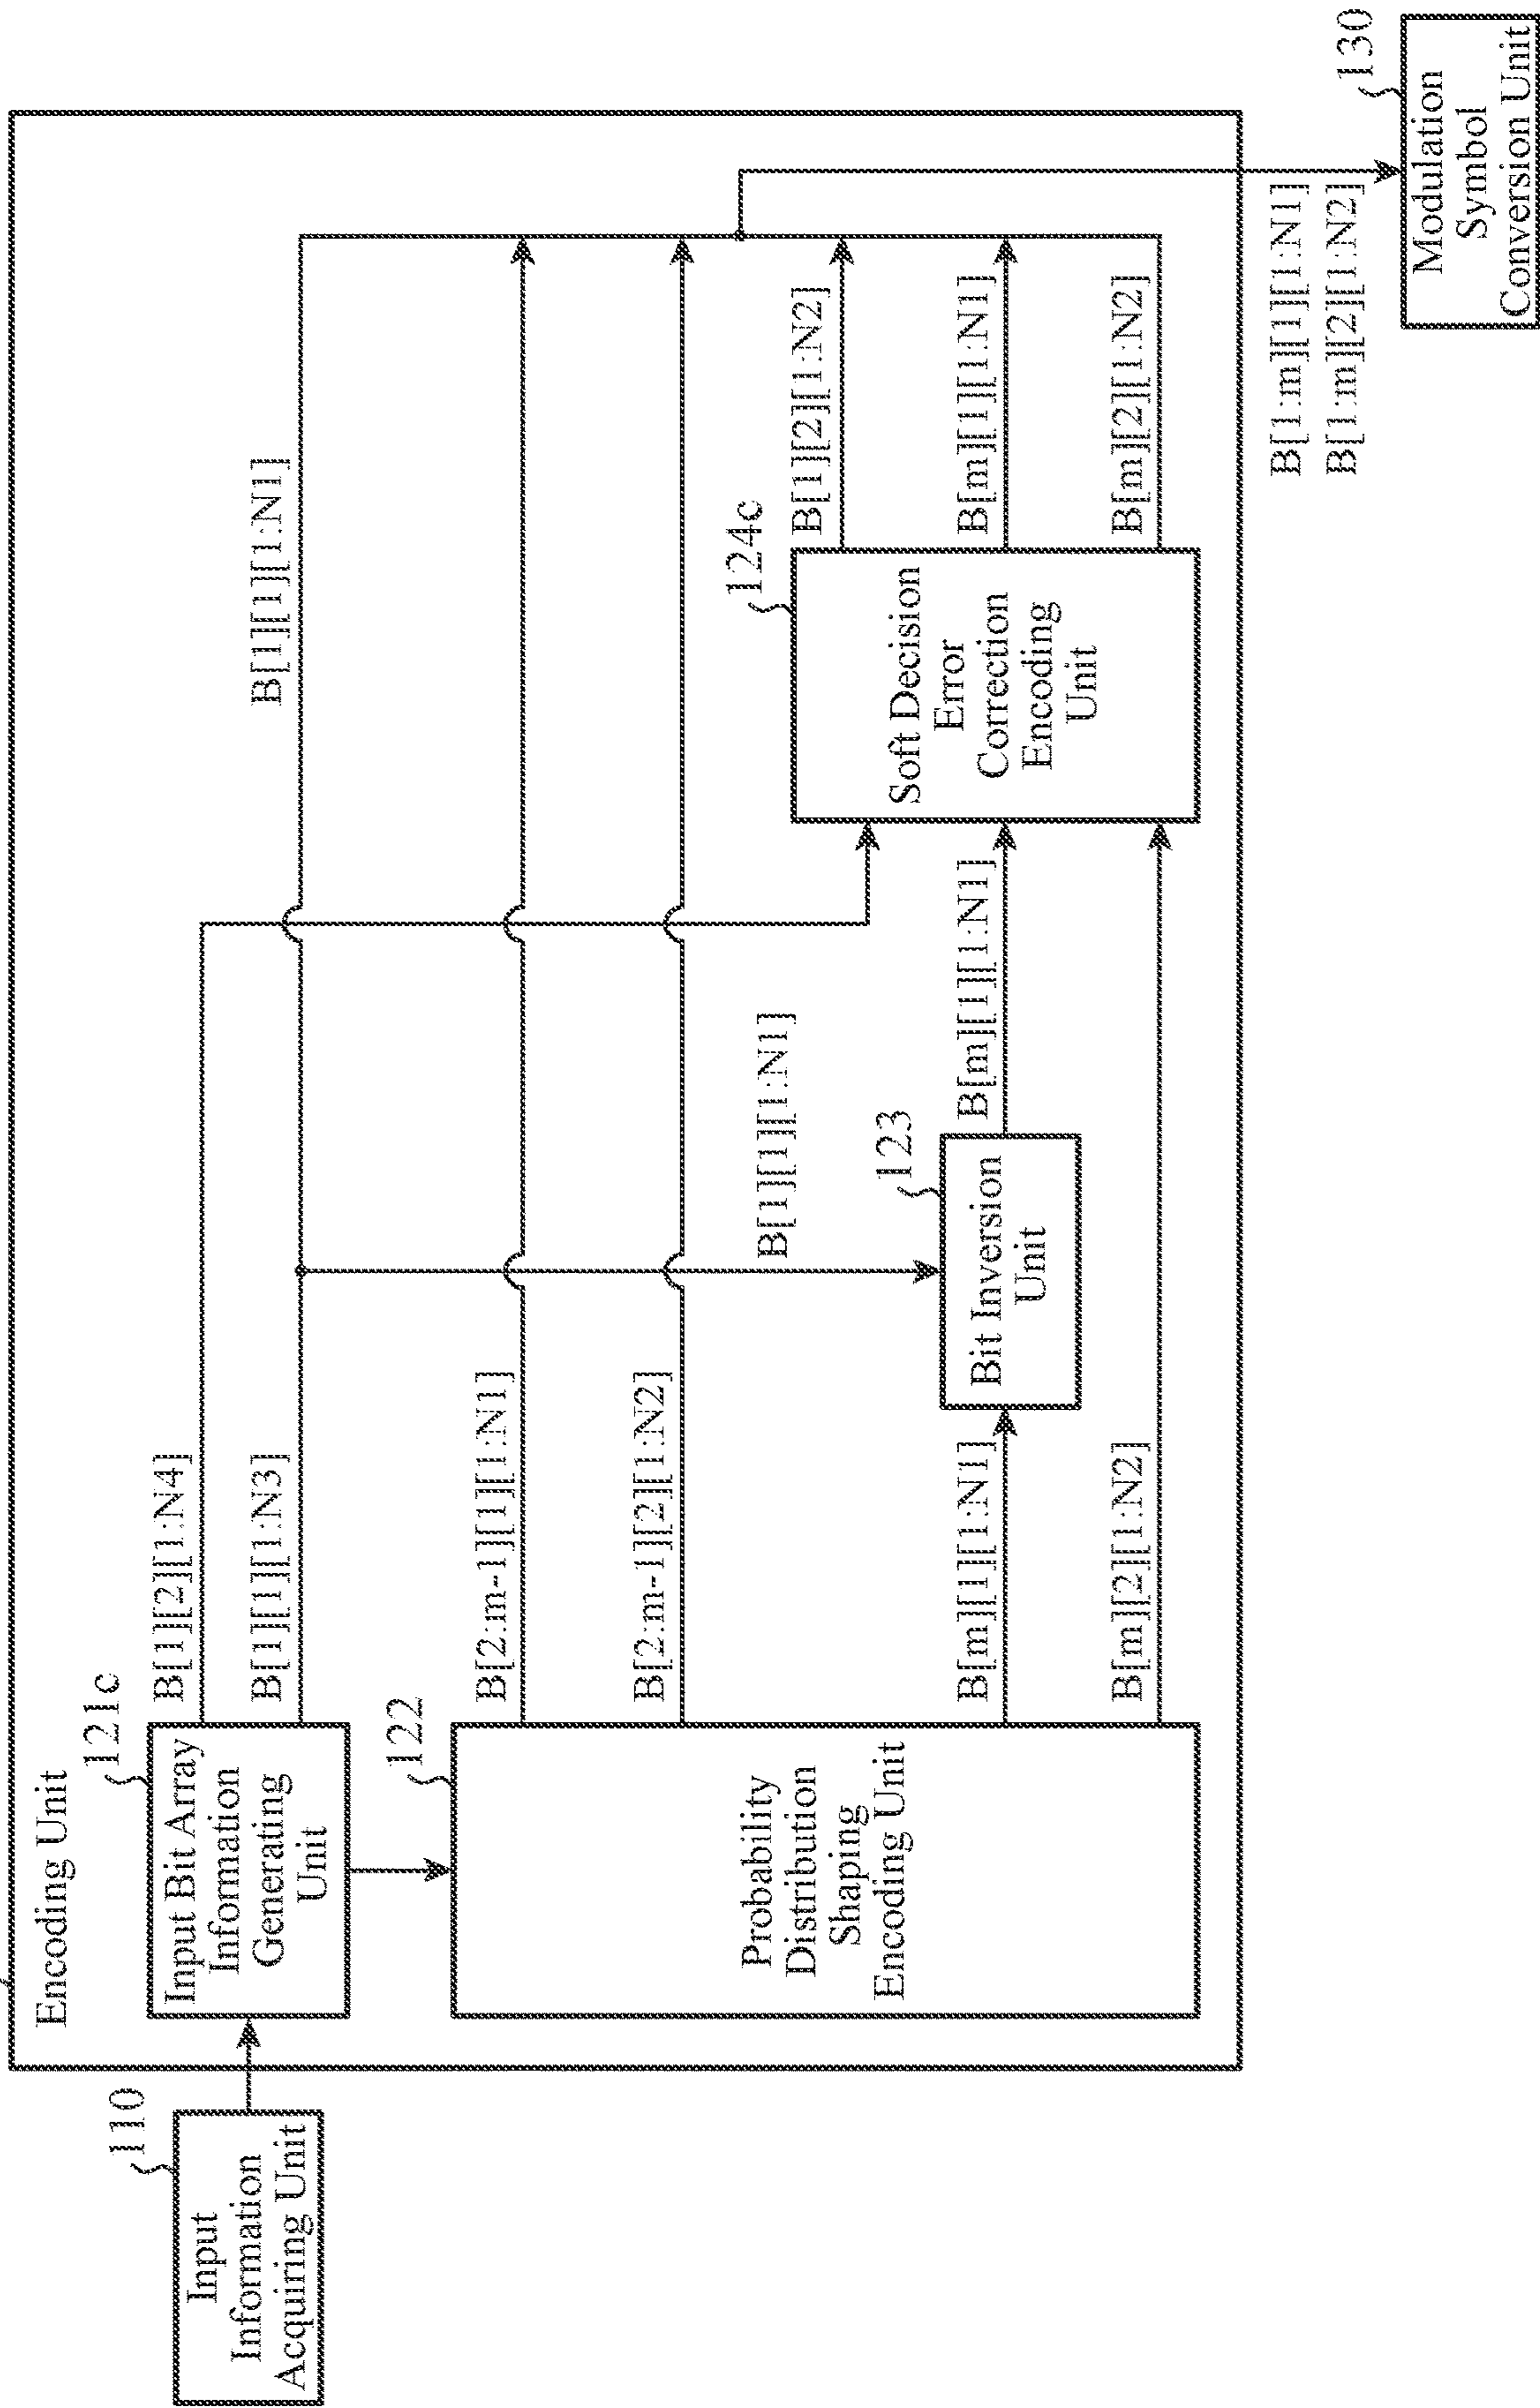 Encoding Unit
110
Input
Information
Acquiring Unit
121c
Input Bit Array
Information
Generating
Unit
122
Probability
Distribution
Shaping
Encoding Unit
B[1][2][1:N4]
B[1][1][1:N3]
B[2:m-1][1][1:N1]
B[2:m-1][2][1:N2]
B[m][1][1:N1]
B[m][2][1:N2]
B[1][1][1:N1]
123
Bit Inversion
Unit
B[m][1][1:N1]
B[1][1][1:N1]
124c
Soft Decision
Error
Correction
Encoding
Unit
B[1][2][1:N2]
B[m][1][1:N1]
B[m][2][1:N2]
B[1:m][1][1:N1]
B[1:m][2][1:N2]
130
Modulation
Symbol
Conversion Unit